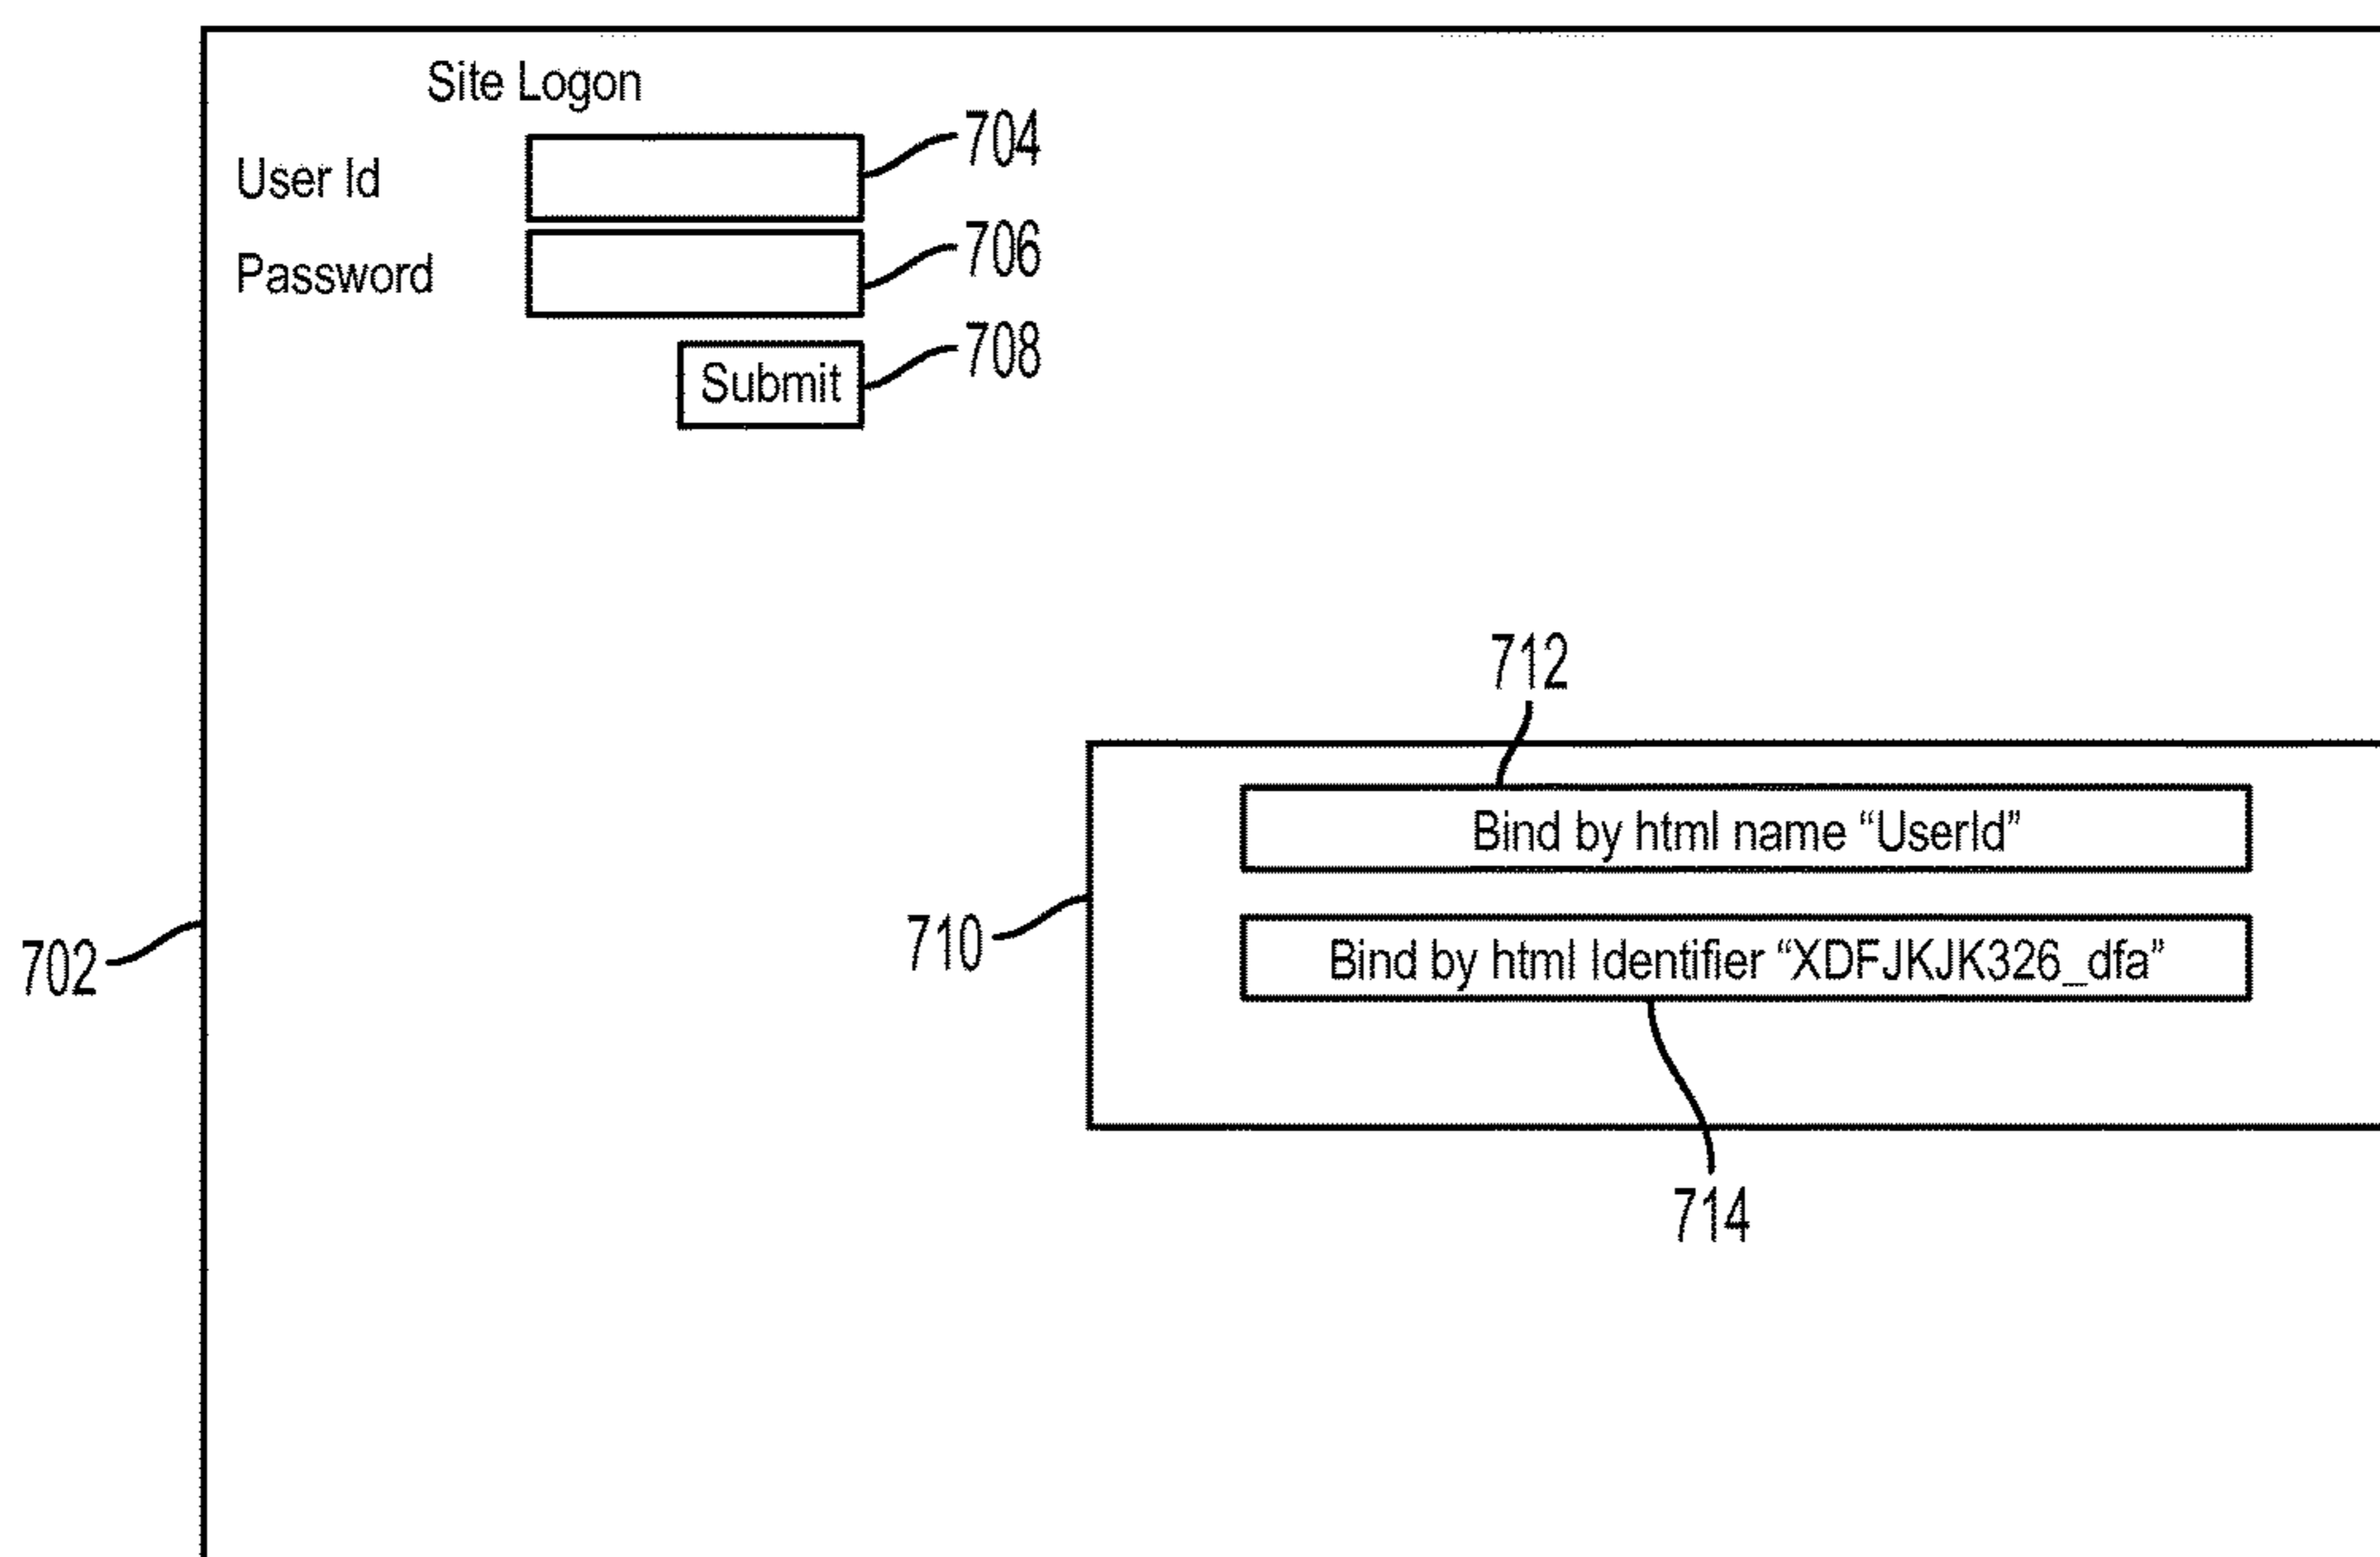 Site Logon
704
User Id
706
Password
708
Submit
712
Bind by html name “UserId”
710
702
Bind by html Identifier “XDFJKJK326_dfa”
714